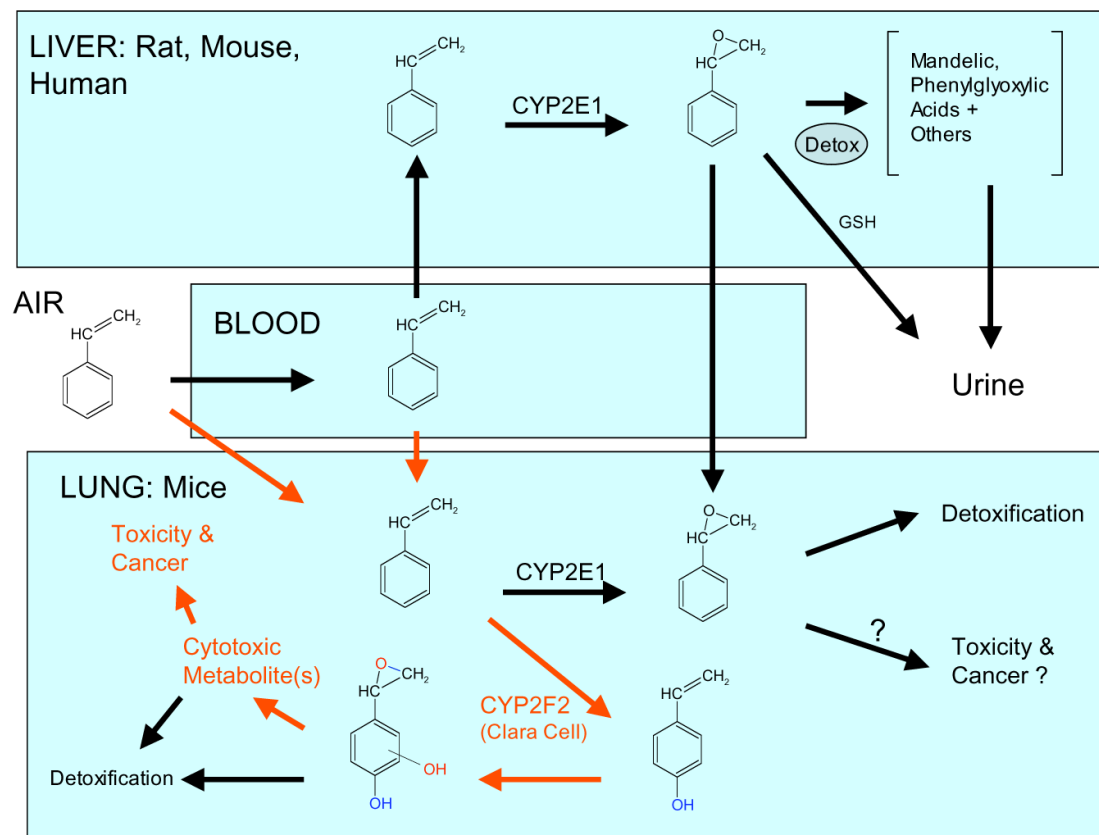 LIVER: Rat, Mouse,
Human
HC
CH2
CYP2E1
O
HC
CH2
Detox
Mandelic,
Phenylglyoxylic
Acids +
Others
GSH
AIR
HC
CH2
BLOOD
HC
CH2
Urine
LUNG: Mice
HC
CH2
Toxicity &
Cancer
CYP2E1
O
HC
CH2
Detoxification
?
Toxicity &
Cancer ?
Cytotoxic
Metabolite(s)
O
HC
CH2
OH
OH
CYP2F2
(Clara Cell)
HC
CH2
OH
Detoxification